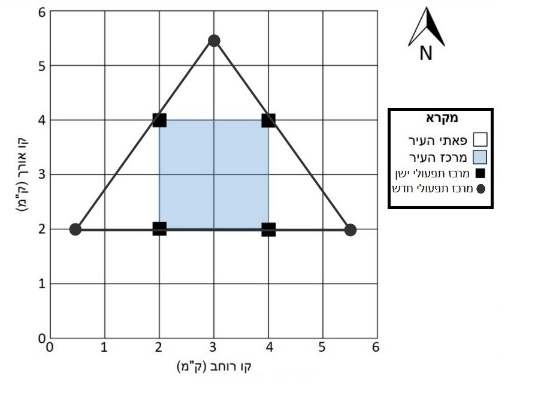 6
5
4
3
2
1
0
קו אורך (ק"מ)
0 1 2 3 4 5 6
קו רוחב (ק"מ)
N
מקרא
פאתי העיר
מרכז העיר
מרכז תפעולי ישן
מרכז תפעולי חדש